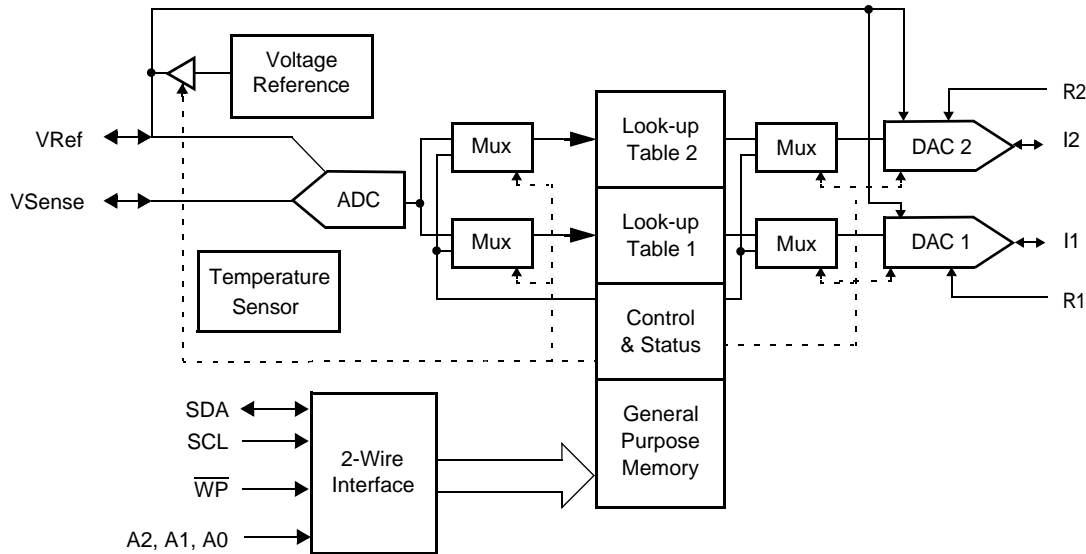 Voltage
Reference
R2
VRef
Mux
Look-up
Table 2
Mux
DAC 2
I2
VSense
ADC
Mux
Look-up
Table 1
Mux
DAC 1
I1
Temperature
Sensor
R1
Control
& Status
SDA
SCL
2-Wire
Interface
General
Purpose
Memory
W̅P̅
A2, A1, A0